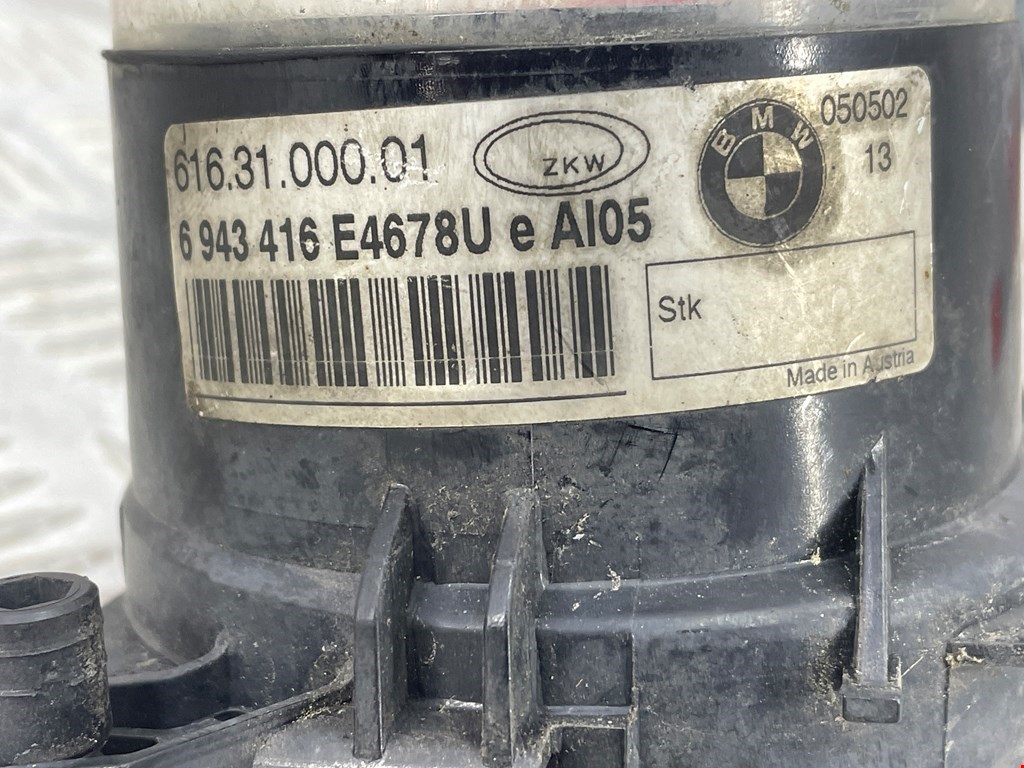 616.31.000.01
ZKW
BMW
050502
13
6 943 416 E4678U e AI05
Stk
Made in Austria